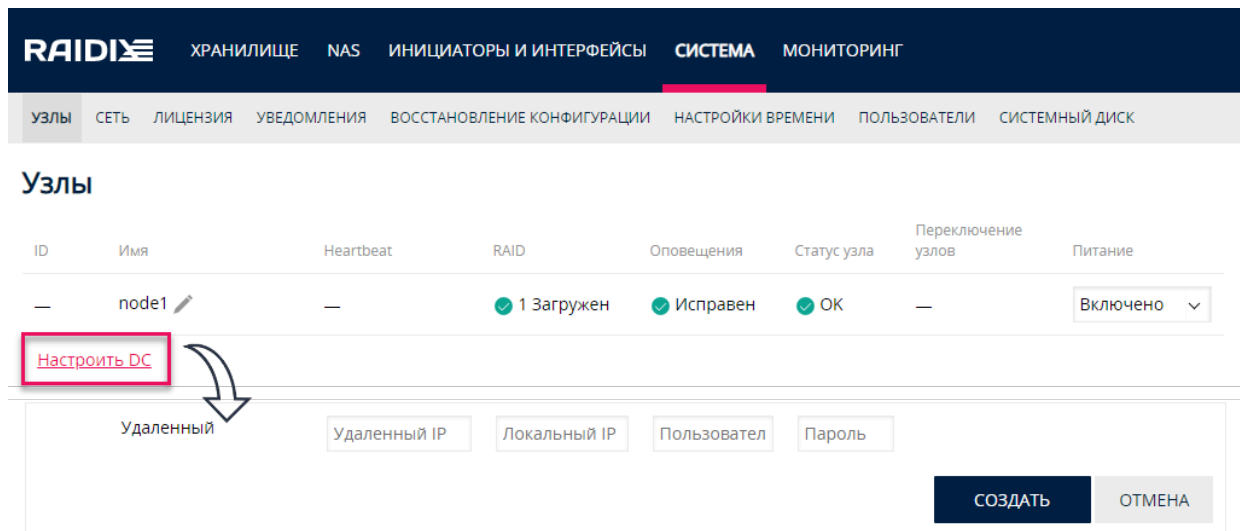 RAIDIX ХРАНИЛИЩЕ NAS ИНИЦИАТОРЫ И ИНТЕРФЕЙСЫ СИСТЕМА МОНИТОРИНГ
УЗЛЫ СЕТЬ ЛИЦЕНЗИЯ УВЕДОМЛЕНИЯ ВОССТАНОВЛЕНИЕ КОНФИГУРАЦИИ НАСТРОЙКИ ВРЕМЕНИ ПОЛЬЗОВАТЕЛИ СИСТЕМНЫЙ ДИСК
Узлы
ID Имя Heartbeat RAID Оповещения Статус узла Переключение узлов Питание
— node1 — 1 Загружен Исправен OK — Включено
Настроить DC
Удаленный Удаленный IP Локальный IP Пользовател Пароль
СОЗДАТЬ ОТМЕНА